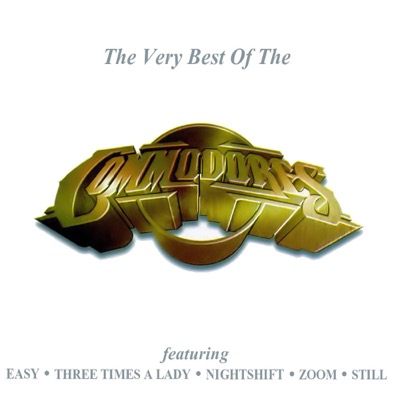 The Very Best Of The
COMMODORES
featuring
EASY • THREE TIMES A LADY • NIGHTSHIFT • ZOOM • STILL